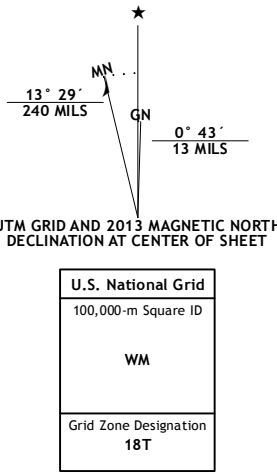 ★
MN
GN
13° 29´
240 MILS
0° 43´
13 MILS
UTM GRID AND 2013 MAGNETIC NORTH
DECLINATION AT CENTER OF SHEET
U.S. National Grid
100,000-m Square ID
WM
Grid Zone Designation
18T